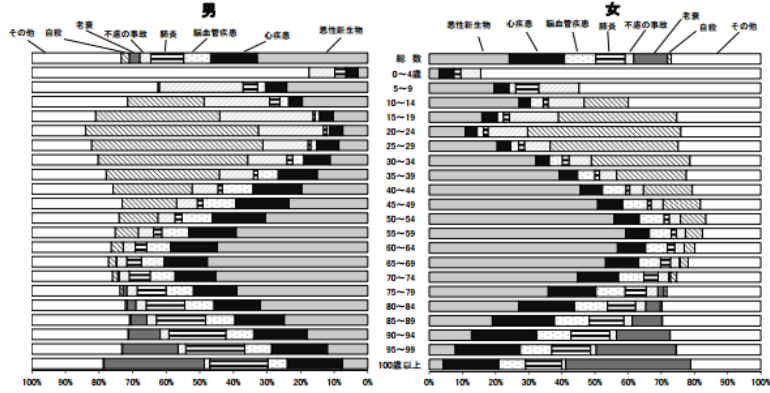 男
その他
自殺
老衰
不慮の事故
肺炎
脳血管疾患
心疾患
悪性新生物
100% 90% 80% 70% 60% 50% 40% 30% 20% 10% 0%
女
悪性新生物
心疾患
脳血管疾患
肺炎
不慮の事故
老衰
自殺
その他
総数
0～4歳
5～9
10～14
15～19
20～24
25～29
30～34
35～39
40～44
45～49
50～54
55～59
60～64
65～69
70～74
75～79
80～84
85～89
90～94
95～99
100歳以上
0% 10% 20% 30% 40% 50% 60% 70% 80% 90% 100%